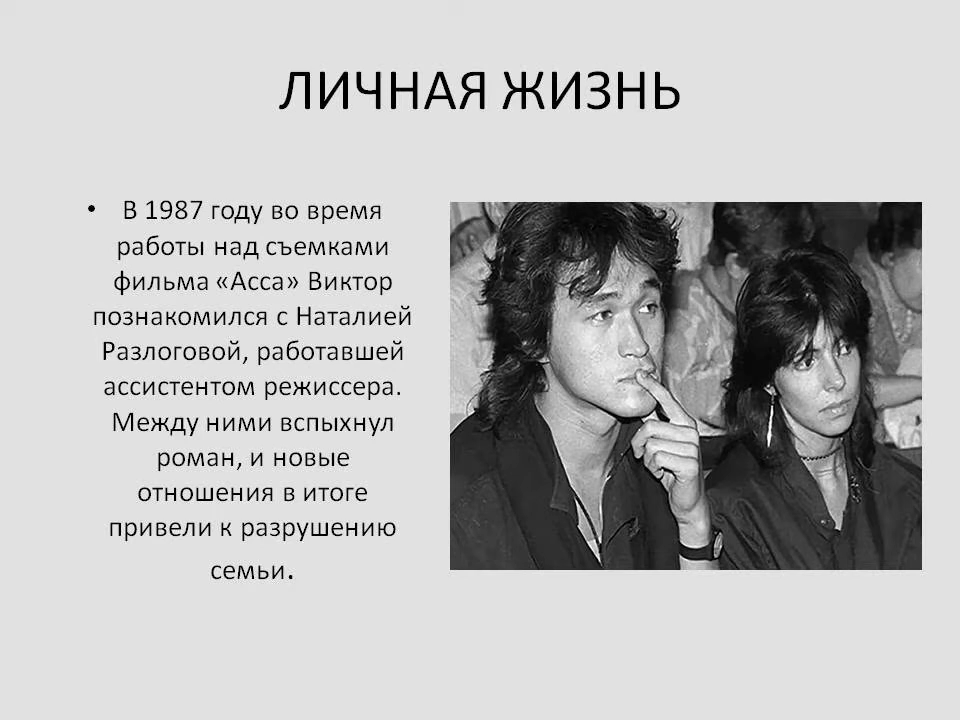 ЛИЧНАЯ ЖИЗНЬ
• В 1987 году во время
работы над съемками
фильма «Асса» Виктор
познакомился с Наталией
Разлоговой, работавшей
ассистентом режиссера.
Между ними вспыхнул
роман, и новые
отношения в итоге
привели к разрушению
семьи.